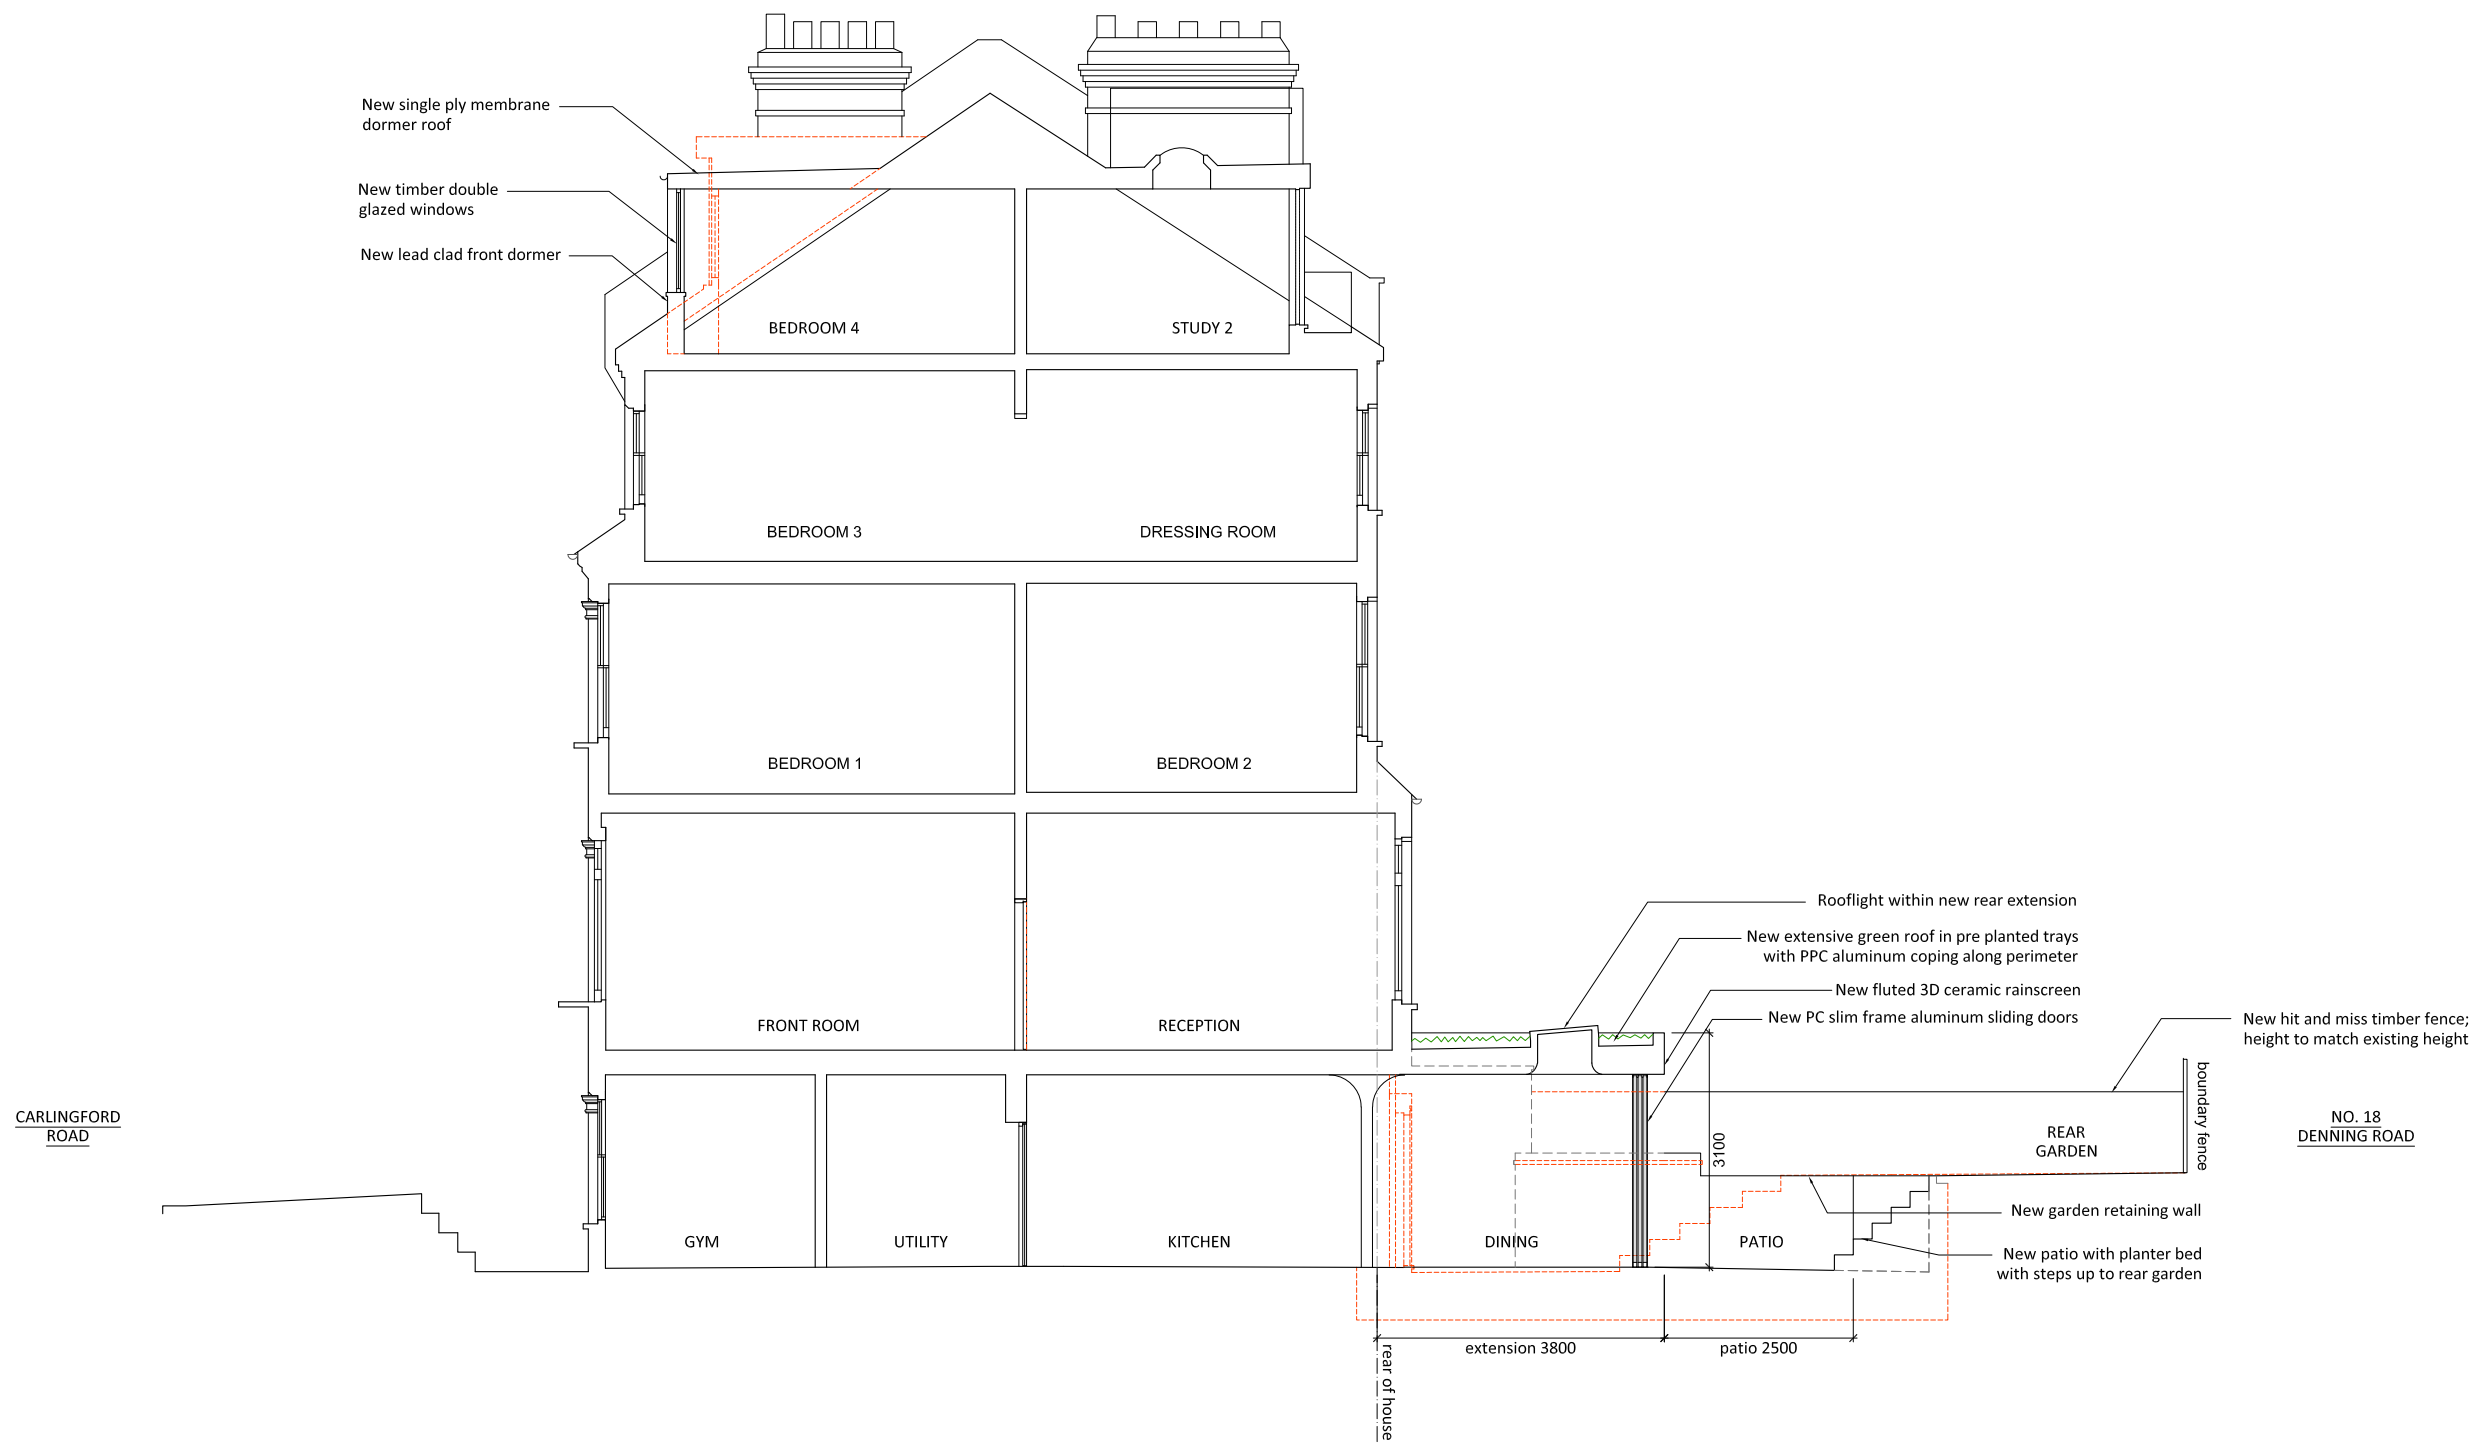 New single ply membrane
dormer roof
New timber double
glazed windows
New lead clad front dormer
BEDROOM 4
STUDY 2
BEDROOM 3
DRESSING ROOM
BEDROOM 1
BEDROOM 2
FRONT ROOM
RECEPTION
Rooflight within new rear extension
New extensive green roof in pre planted trays
with PPC aluminum coping along perimeter
New fluted 3D ceramic rainscreen
New PC slim frame aluminum sliding doors
New hit and miss timber fence;
height to match existing height
boundary fence
CARLINGFORD
ROAD
NO. 18
DENNING ROAD
REAR
GARDEN
3100
GYM
UTILITY
KITCHEN
DINING
PATIO
New garden retaining wall
New patio with planter bed
with steps up to rear garden
extension 3800
patio 2500
rear of house